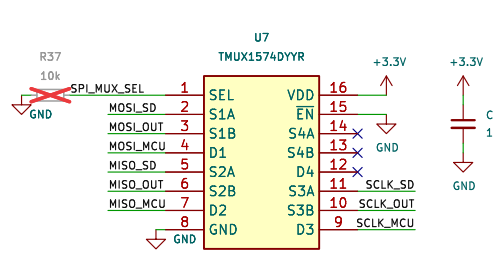 U7
TMUX1574DYYR
R37
10k
SPI_MUX_SEL
GND
MOSI_SD
MOSI_OUT
MOSI_MCU
MISO_SD
MISO_OUT
MISO_MCU
GND
1 SEL
2 S1A
3 S1B
4 D1
5 S2A
6 S2B
7 D2
8 GND
VDD 16
EN 15
S4A 14
S4B 13
D4 12
S3A 11
S3B 10
D3 9
SCLK_SD
SCLK_OUT
SCLK_MCU
+3.3V
GND
+3.3V
C
1
GND